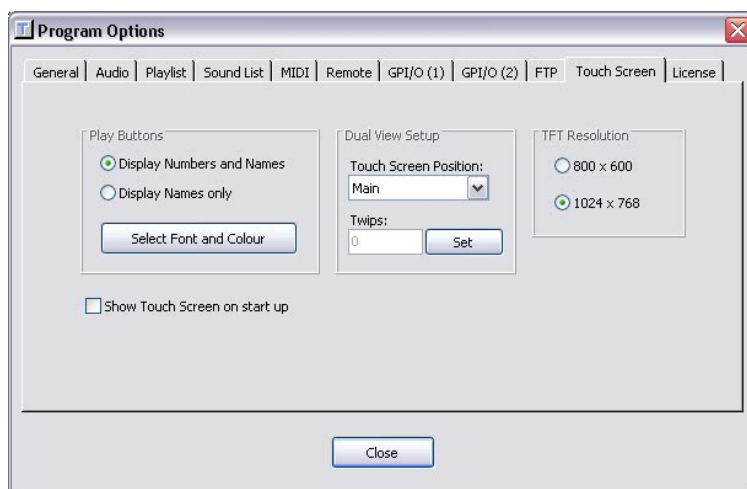 T Program Options
General Audio Playlist Sound List MIDI Remote GPI/O (1) GPI/O (2) FTP Touch Screen License
Play Buttons
Display Numbers and Names
Display Names only
Select Font and Colour
Dual View Setup
Touch Screen Position:
Main
Twips:
0 Set
TFT Resolution
800 x 600
1024 x 768
Show Touch Screen on start up
Close